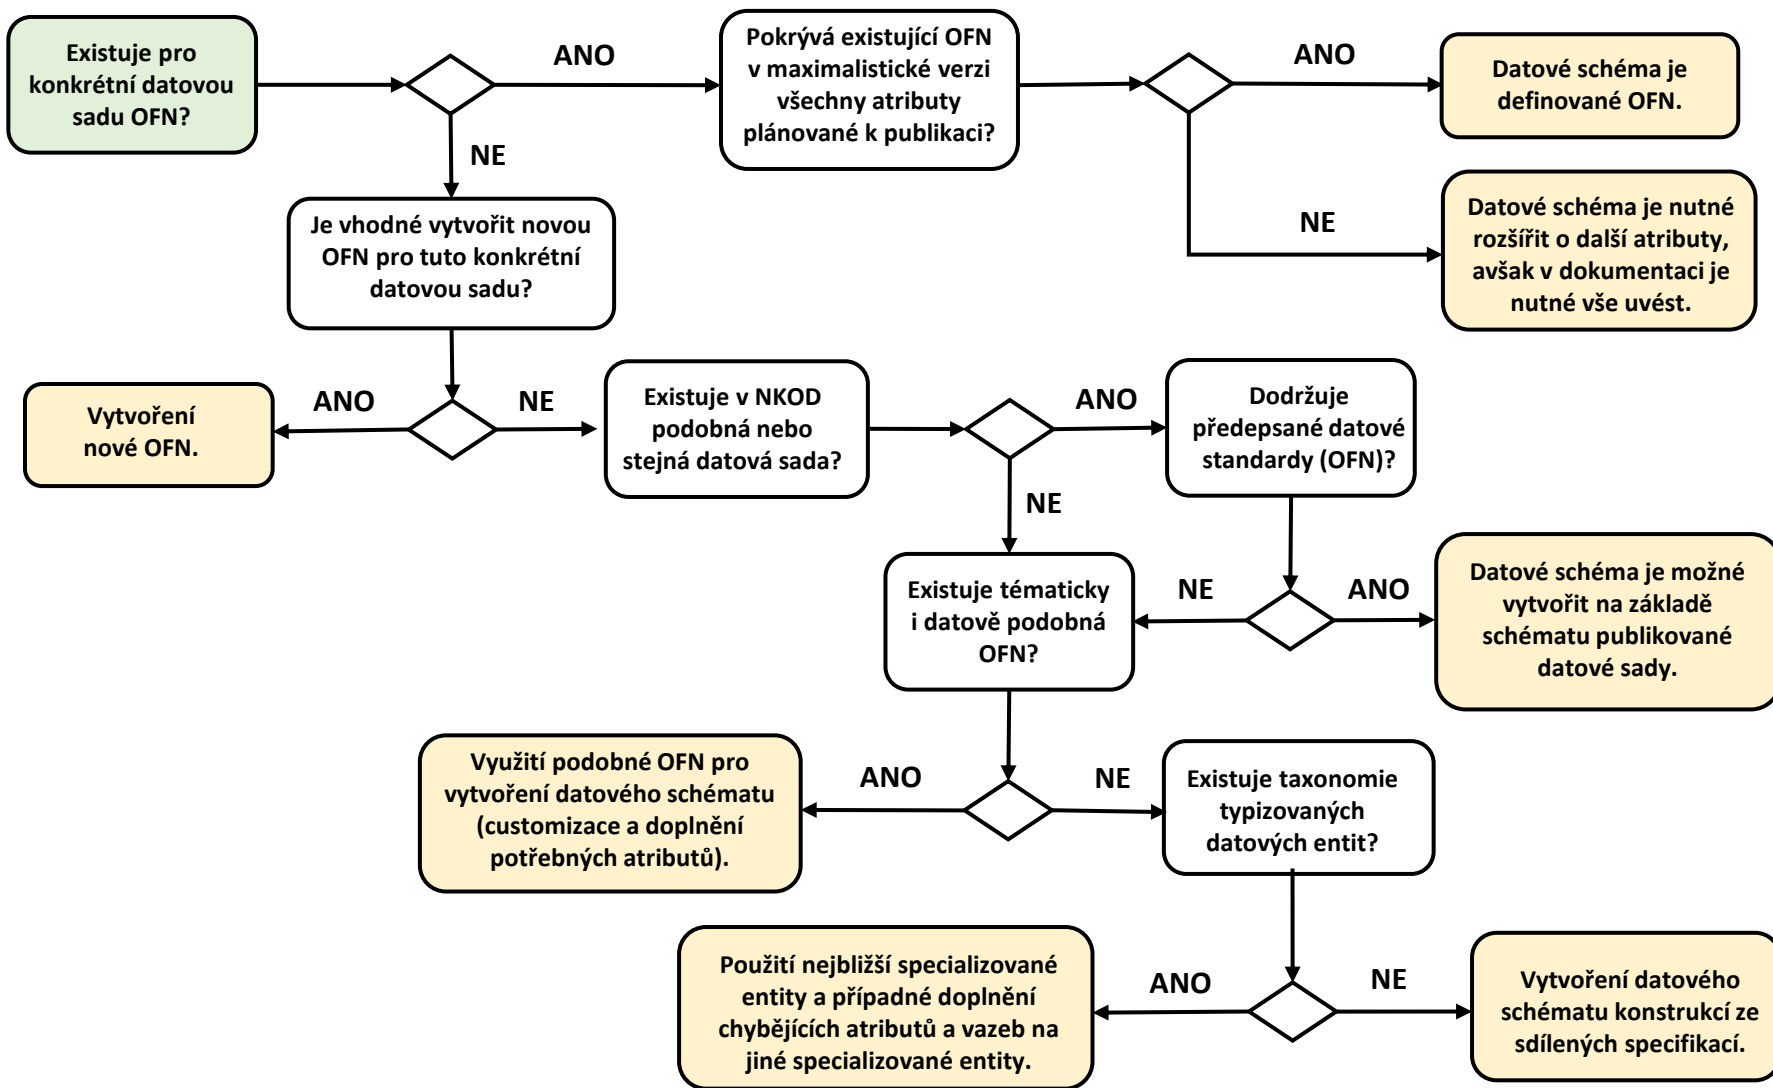 Existuje pro
konkrétní datovou
sadu OFN?
ANO
Pokrývá existující OFN
v maximalistické verzi
všechny atributy
plánované k publikaci?
ANO
Datové schéma je
definované OFN.
NE
NE
Datové schéma je nutné
rozšířit o další atributy,
avšak v dokumentaci je
nutné vše uvést.
Je vhodné vytvořit novou
OFN pro tuto konkrétní
datovou sadu?
Vytvoření
nové OFN.
ANO
NE
Existuje v NKOD
podobná nebo
stejná datová sada?
ANO
Dodržuje
předepsané datové
standardy (OFN)?
NE
Existuje tématicky
i datově podobná
OFN?
NE
ANO
Datové schéma je možné
vytvořit na základě
schématu publikované
datové sady.
Využití podobné OFN pro
vytvoření datového schématu
(customizace a doplnění
potřebných atributů).
ANO
NE
Existuje taxonomie
typizovaných
datových entit?
Použití nejbližší specializované
entity a případné doplnění
chybějících atributů a vazeb na
jiné specializované entity.
ANO
NE
Vytvoření datového
schématu konstrukcí ze
sdílených specifikací.